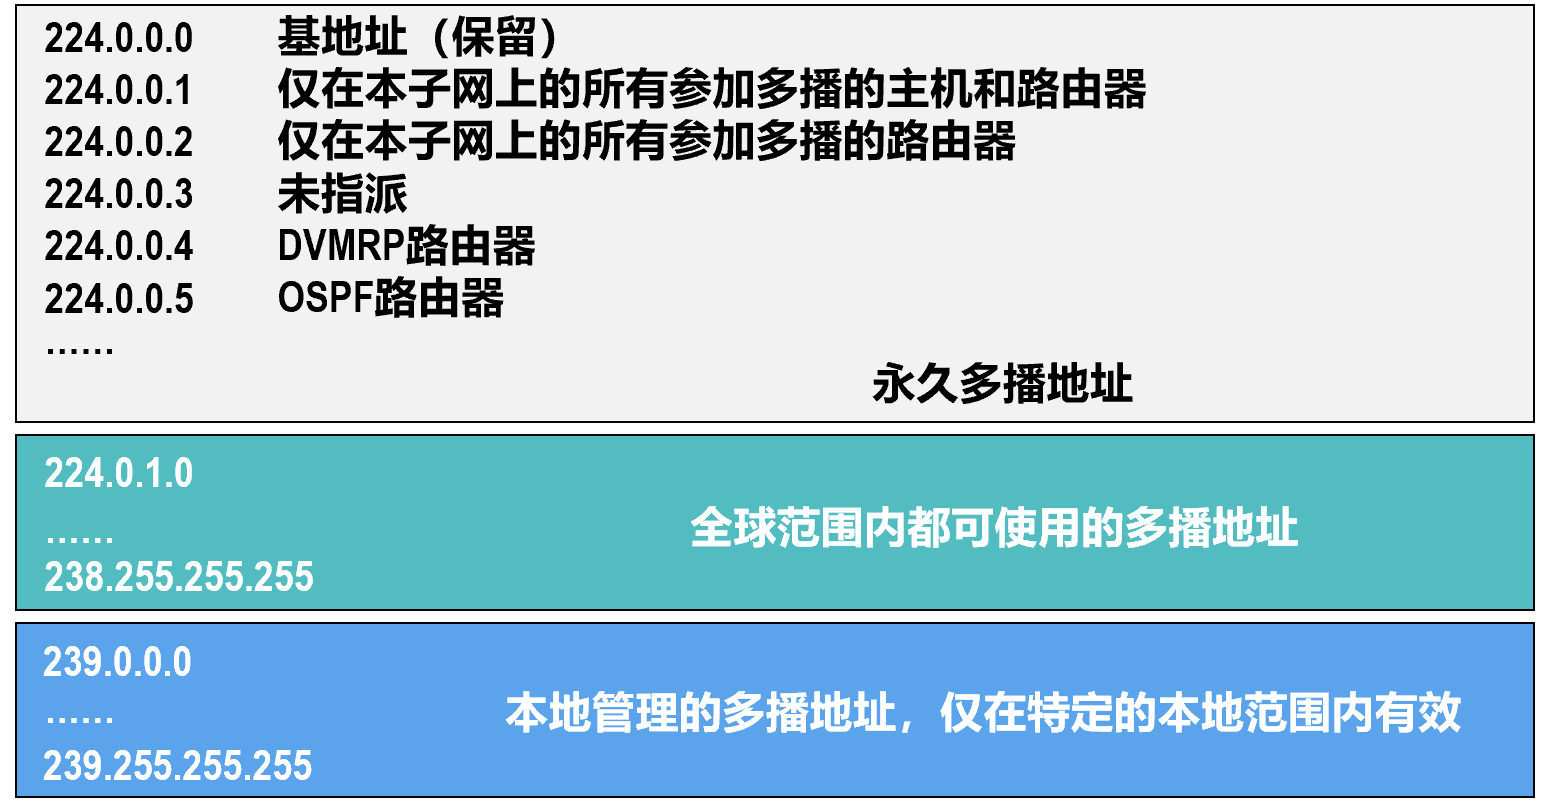 224.0.0.0 基地址（保留）
224.0.0.1 仅在本子网上的所有参加多播的主机和路由器
224.0.0.2 仅在本子网上的所有参加多播的路由器
224.0.0.3 未指派
224.0.0.4 DVMRP路由器
224.0.0.5 OSPF路由器
……
永久多播地址
224.0.1.0
……
238.255.255.255
全球范围内都可使用的多播地址
239.0.0.0
……
239.255.255.255
本地管理的多播地址，仅在特定的本地范围内有效